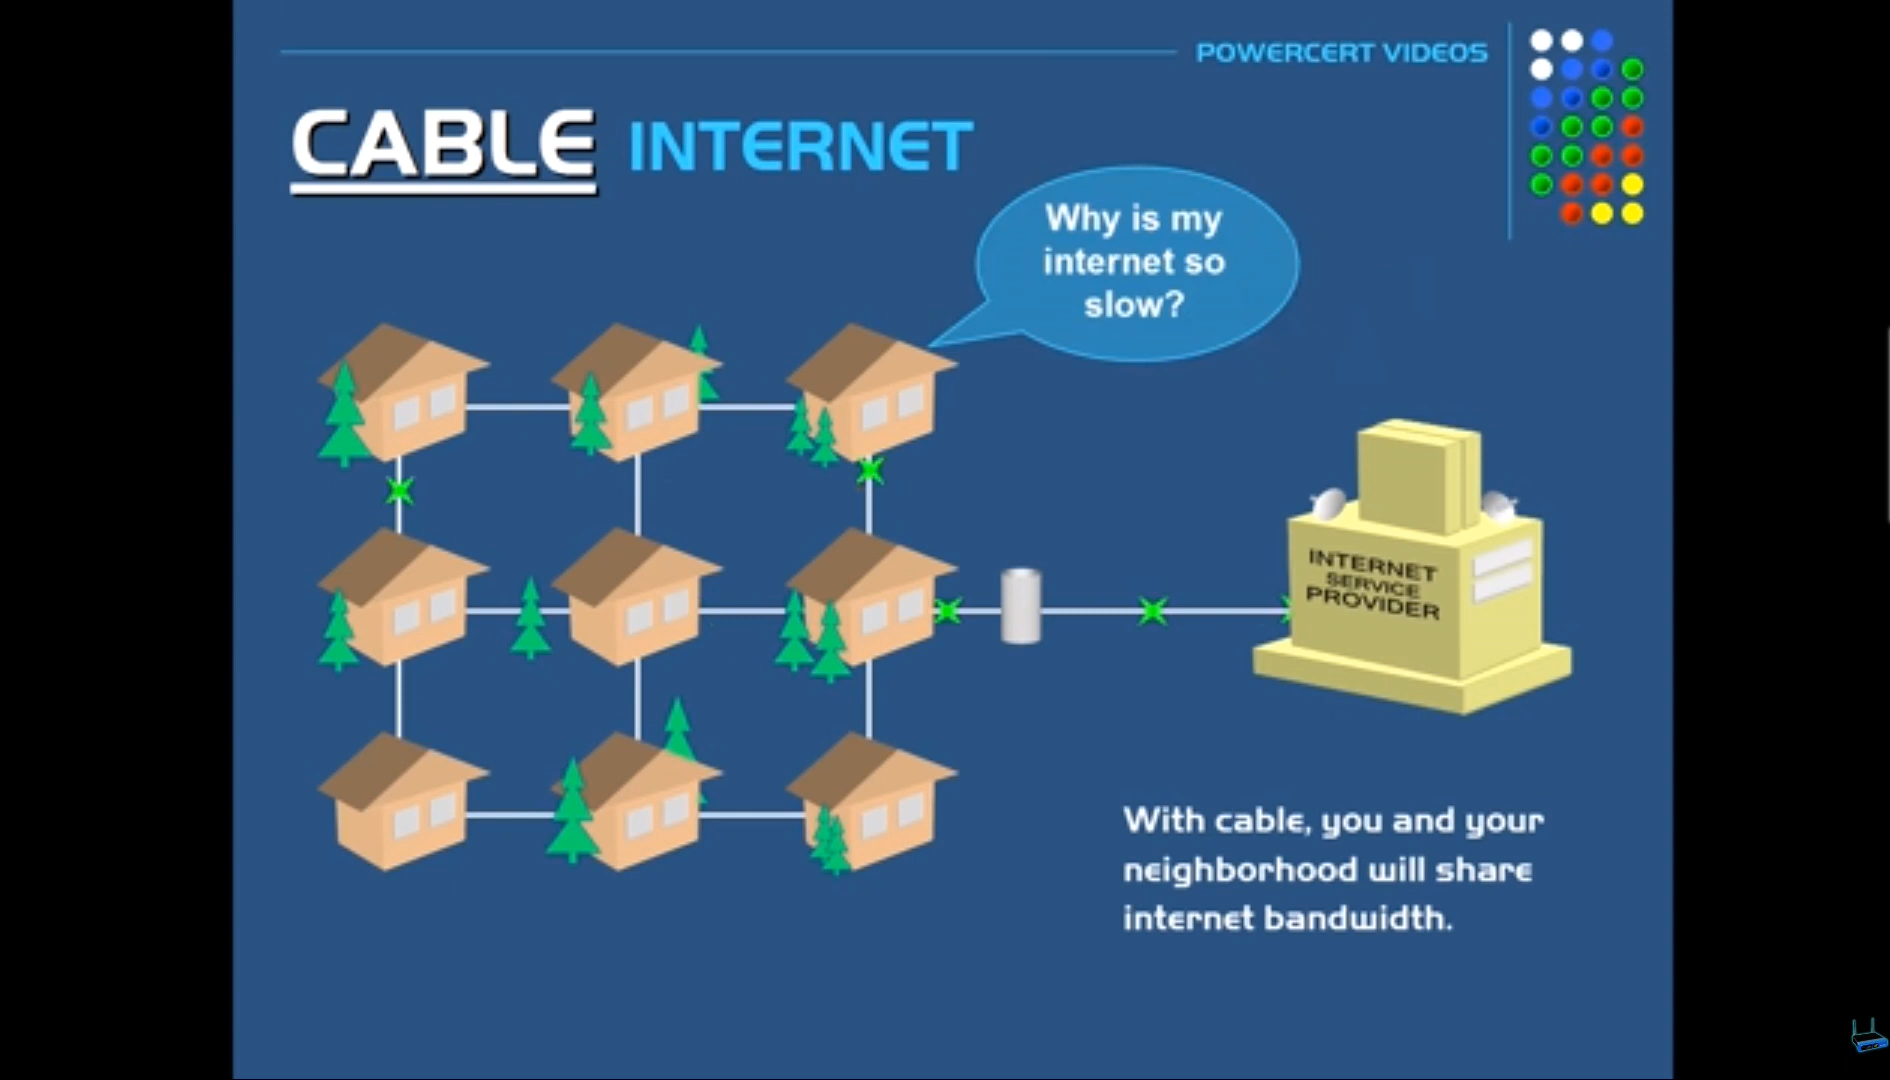 POWERCERT VIDEOS
CABLE INTERNET
Why is my
internet so
slow?
INTERNET
SERVICE
PROVIDER
With cable, you and your
neighborhood will share
internet bandwidth.